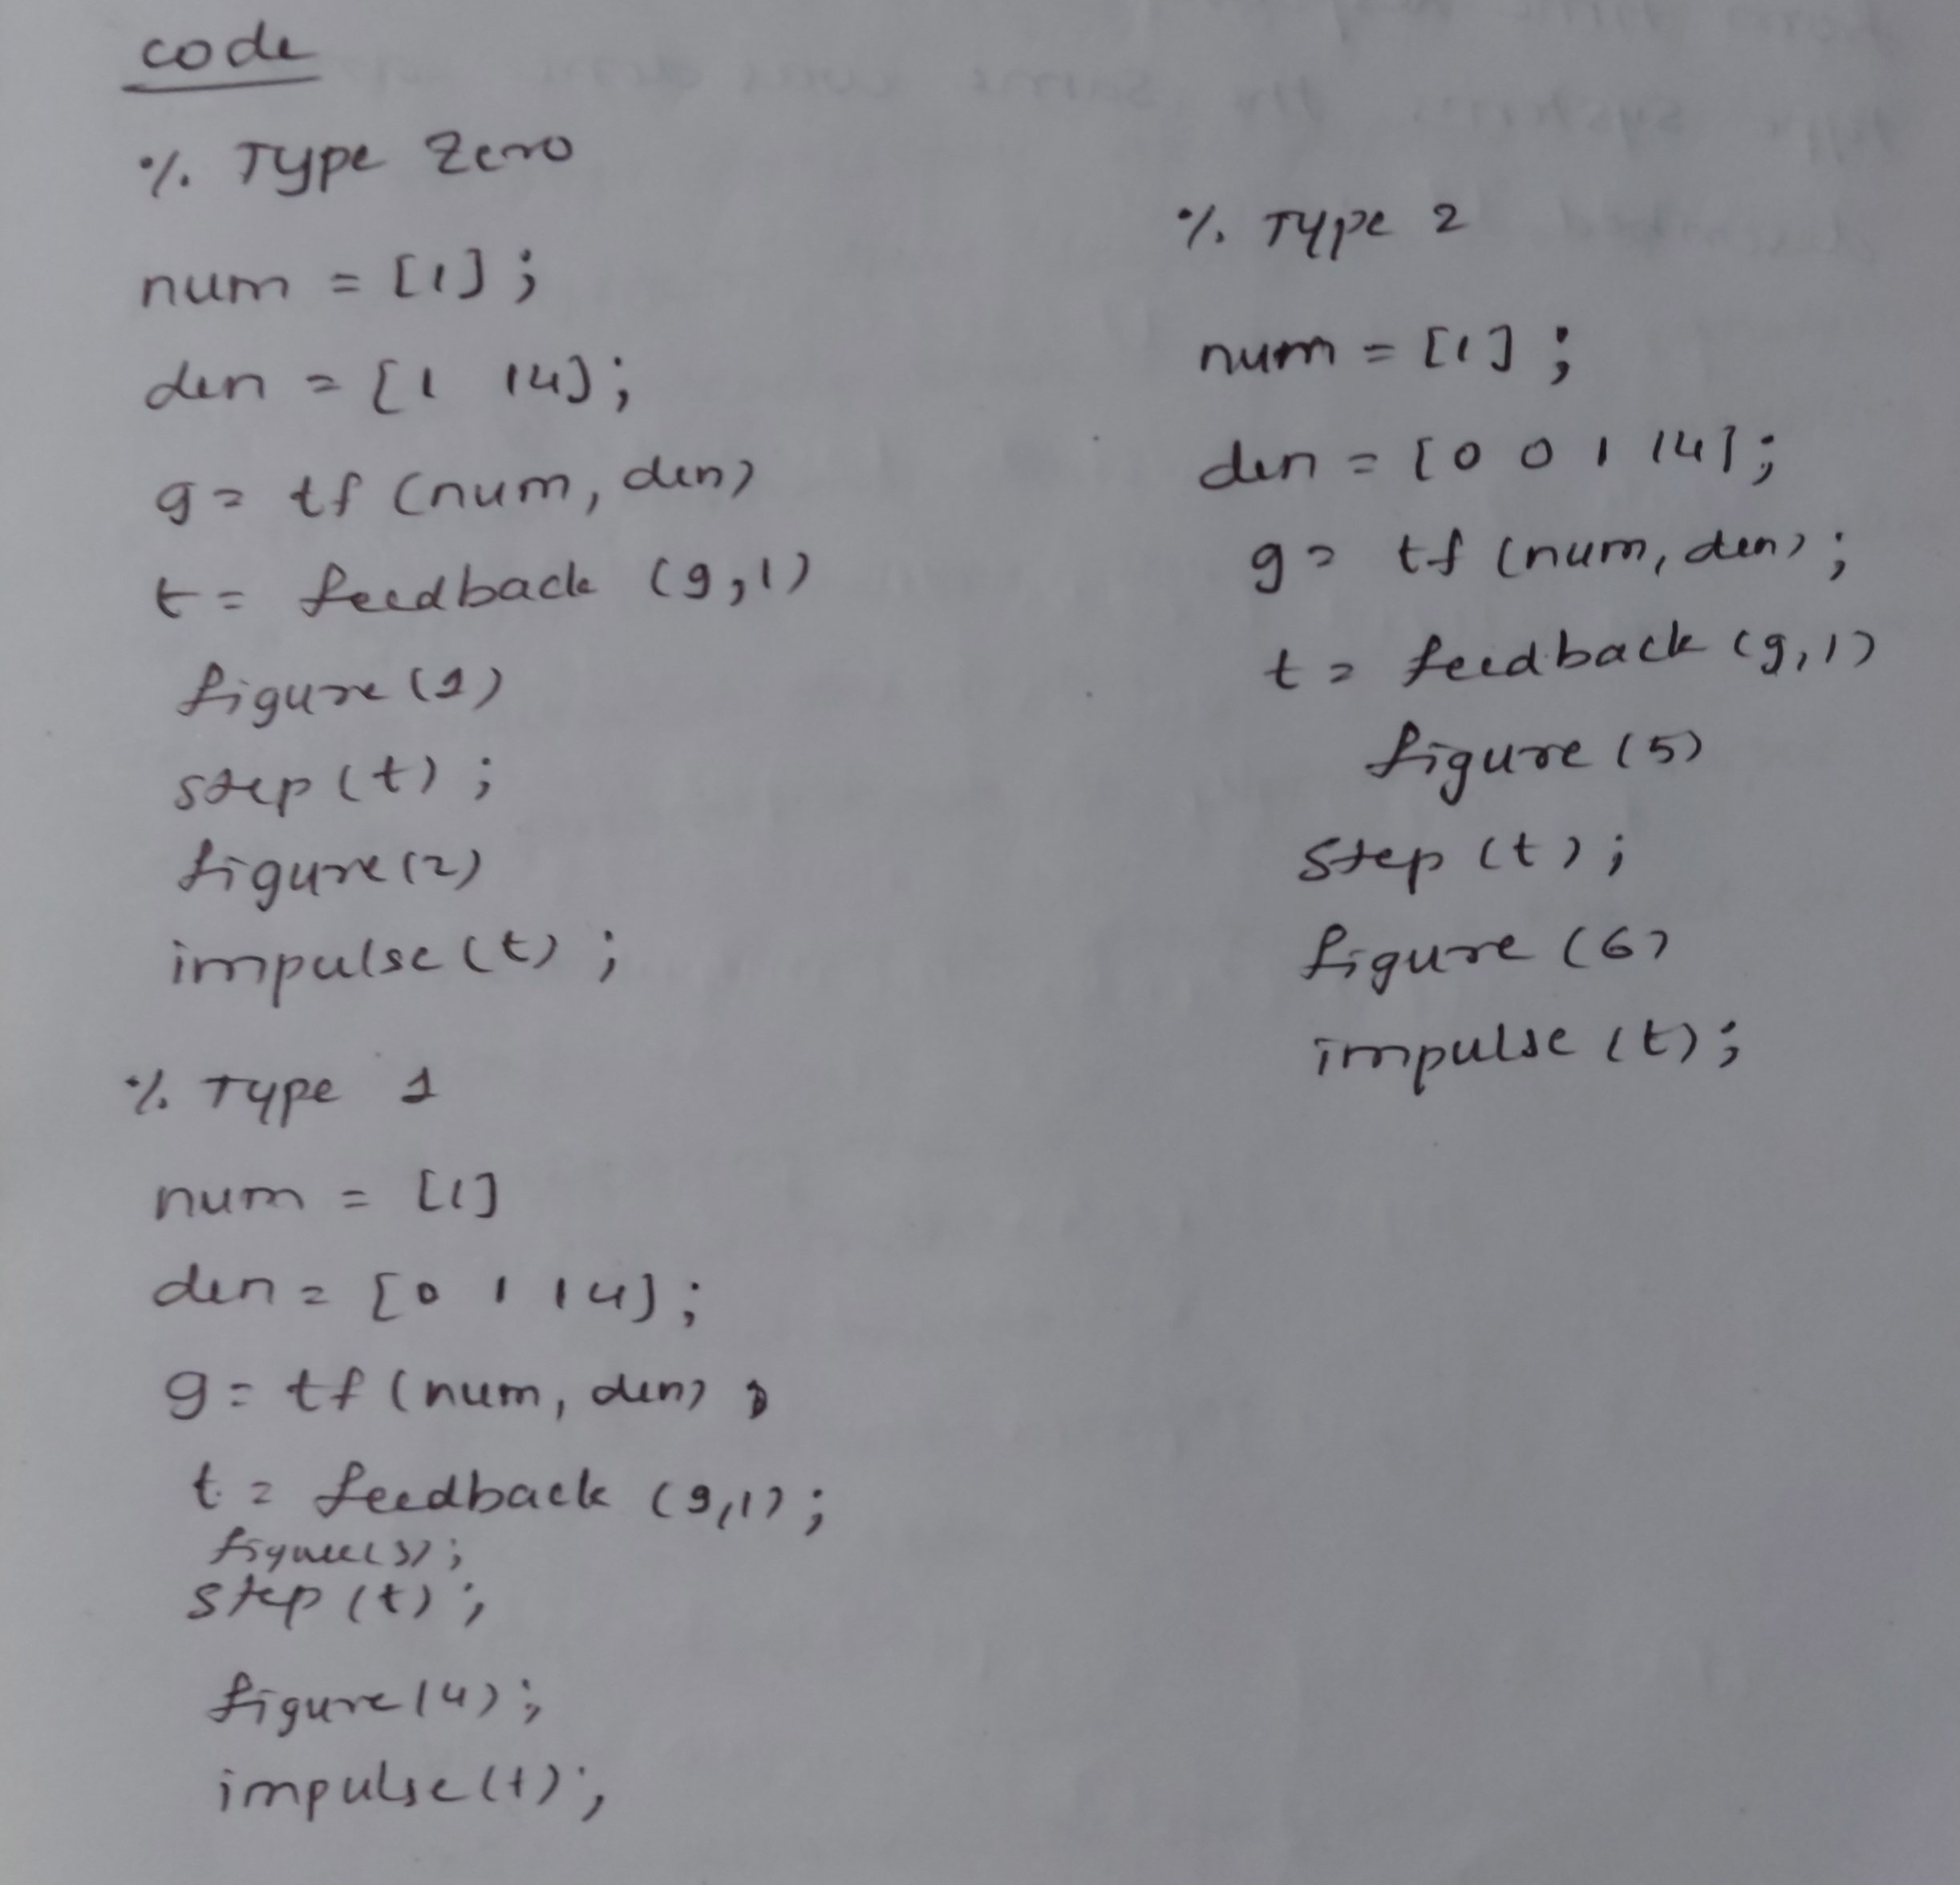 code
% Type Zero
num = [1];
den = [1 14];
g = tf (num, den)
t = feedback (g,1)
figure (1)
step (t);
figure (2)
impulse (t);
% Type 1
num = [1]
den = [0 1 14];
g = tf (num, den);
t = feedback (g,1);
figure (3);
step (t);
figure (4);
impulse (t);
% Type 2
num = [1];
den = [0 0 1 14];
g = tf (num, den);
t = feedback (g,1)
figure (5)
step (t);
figure (6)
impulse (t);